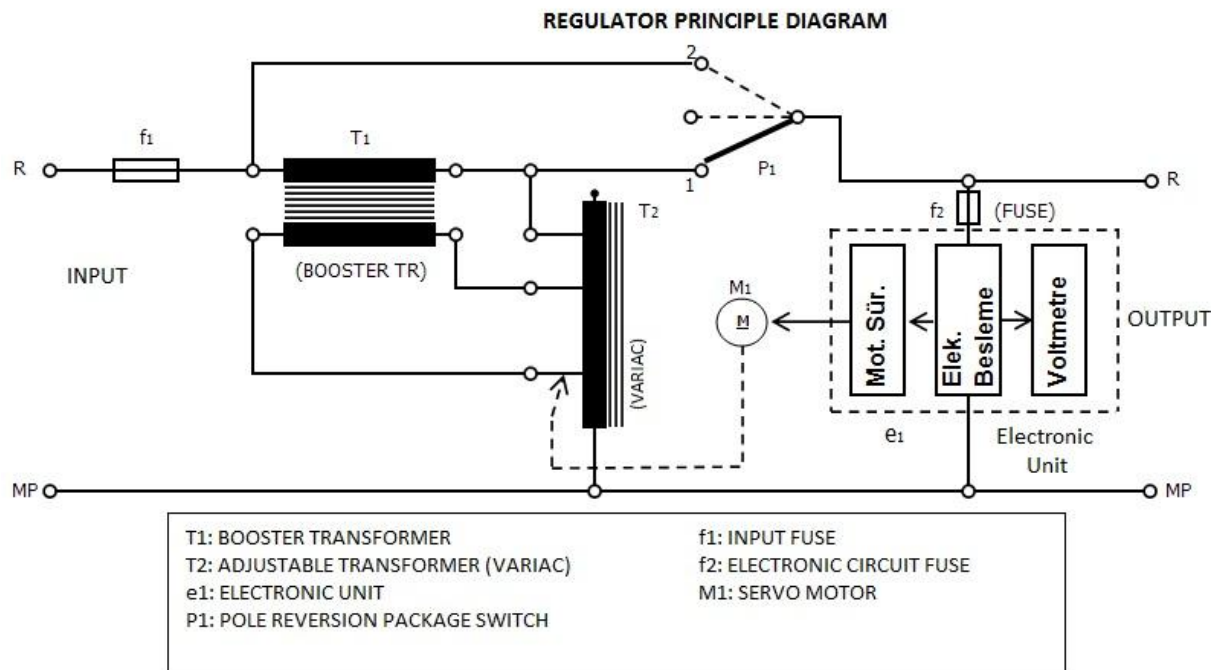 REGULATOR PRINCIPLE DIAGRAM
2
f1
T1
R
1
P1
R
T2
f2
(FUSE)
(BOOSTER TR)
INPUT
M1
M
(VARIAC)
Mot. Sür.
Elek.
Besleme
Voltmetre
OUTPUT
e1
Electronic
Unit
MP
MP
T1: BOOSTER TRANSFORMER
T2: ADJUSTABLE TRANSFORMER (VARIAC)
e1: ELECTRONIC UNIT
P1: POLE REVERSION PACKAGE SWITCH
f1: INPUT FUSE
f2: ELECTRONIC CIRCUIT FUSE
M1: SERVO MOTOR